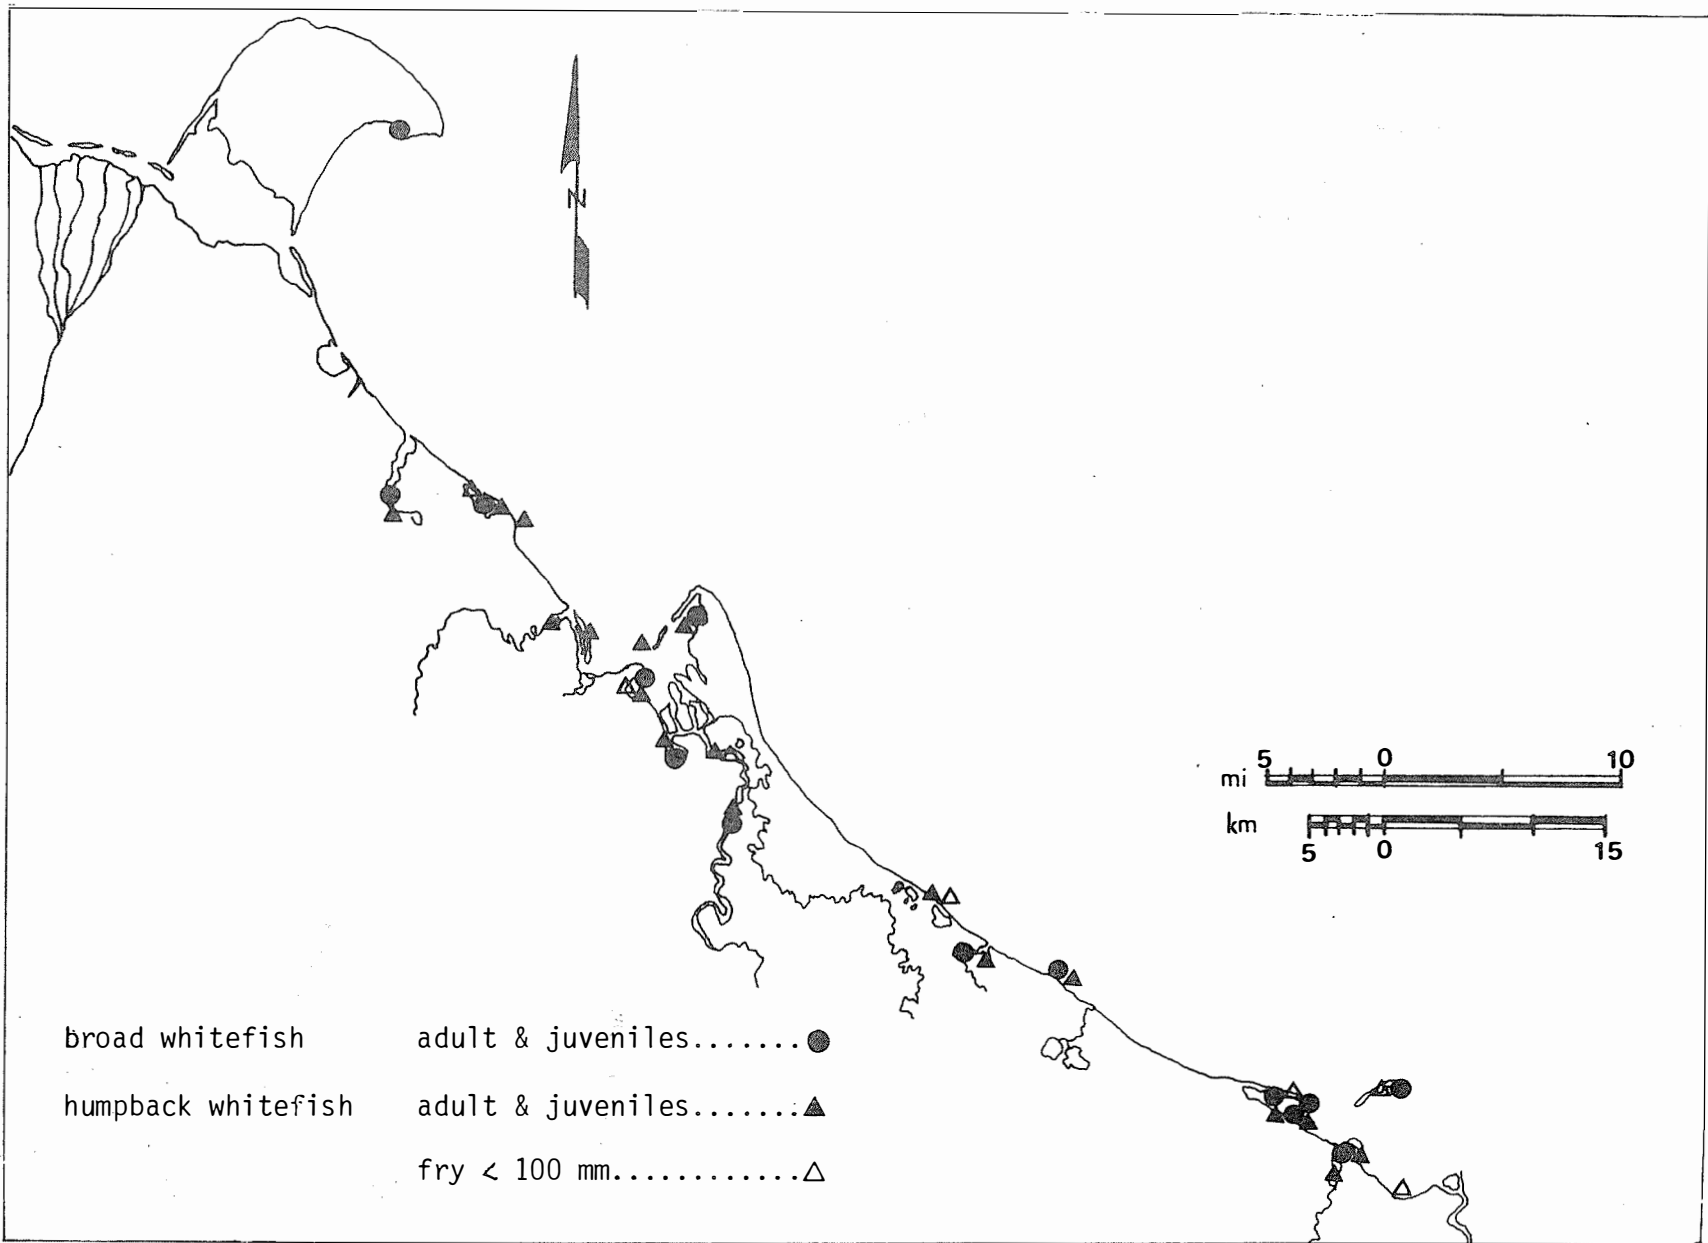 N
5 0 10
mi
km
5 0 15
broad whitefish adult & juveniles.......
humpback whitefish adult & juveniles.......
fry < 100 mm............